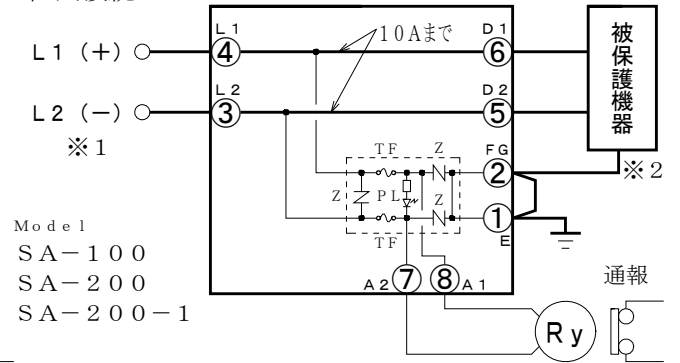 L1 (+)
L1
④
10Aまで
D1
⑥
被保護機器
L2 (−)
L2
③
D2
⑤
※1
TF
Z
FG
②
※2
Z
PL
Z
①
E
TF
Model
SA−100
SA−200
SA−200−1
A2
⑦
⑧
A1
通報
Ry